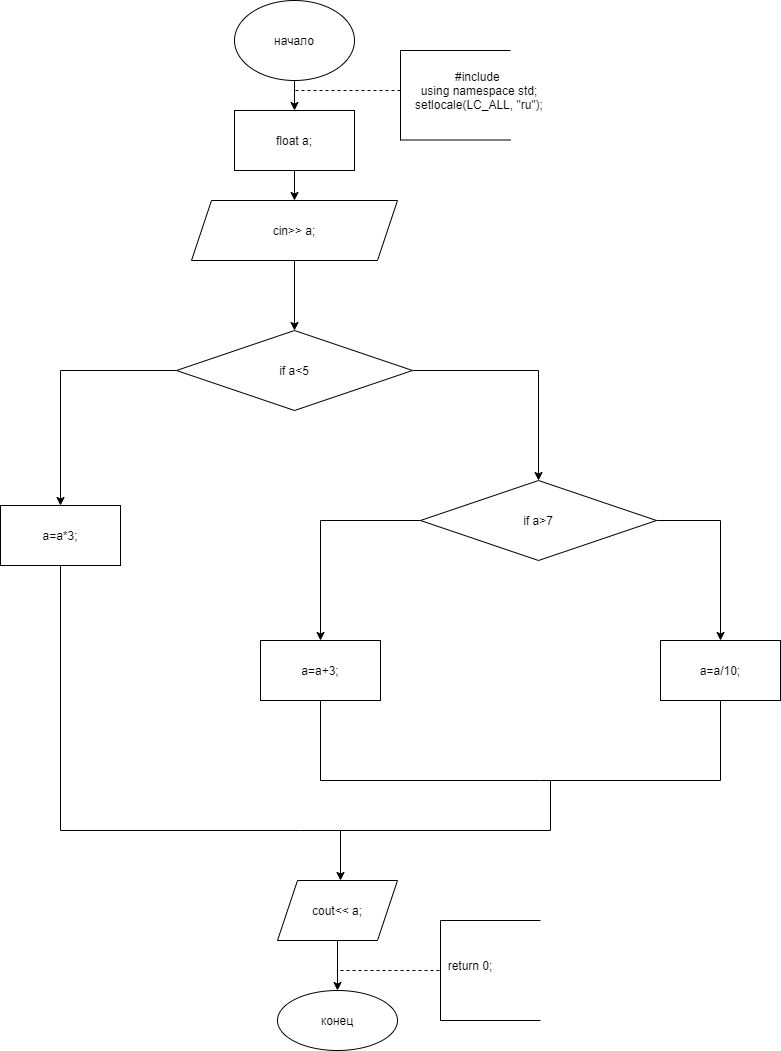 начало
#include
using namespace std;
setlocale(LC_ALL, "ru");
float a;
cin>> a;
if a<5
if a>7
a=a*3;
a=a+3;
a=a/10;
cout<< a;
return 0;
конец